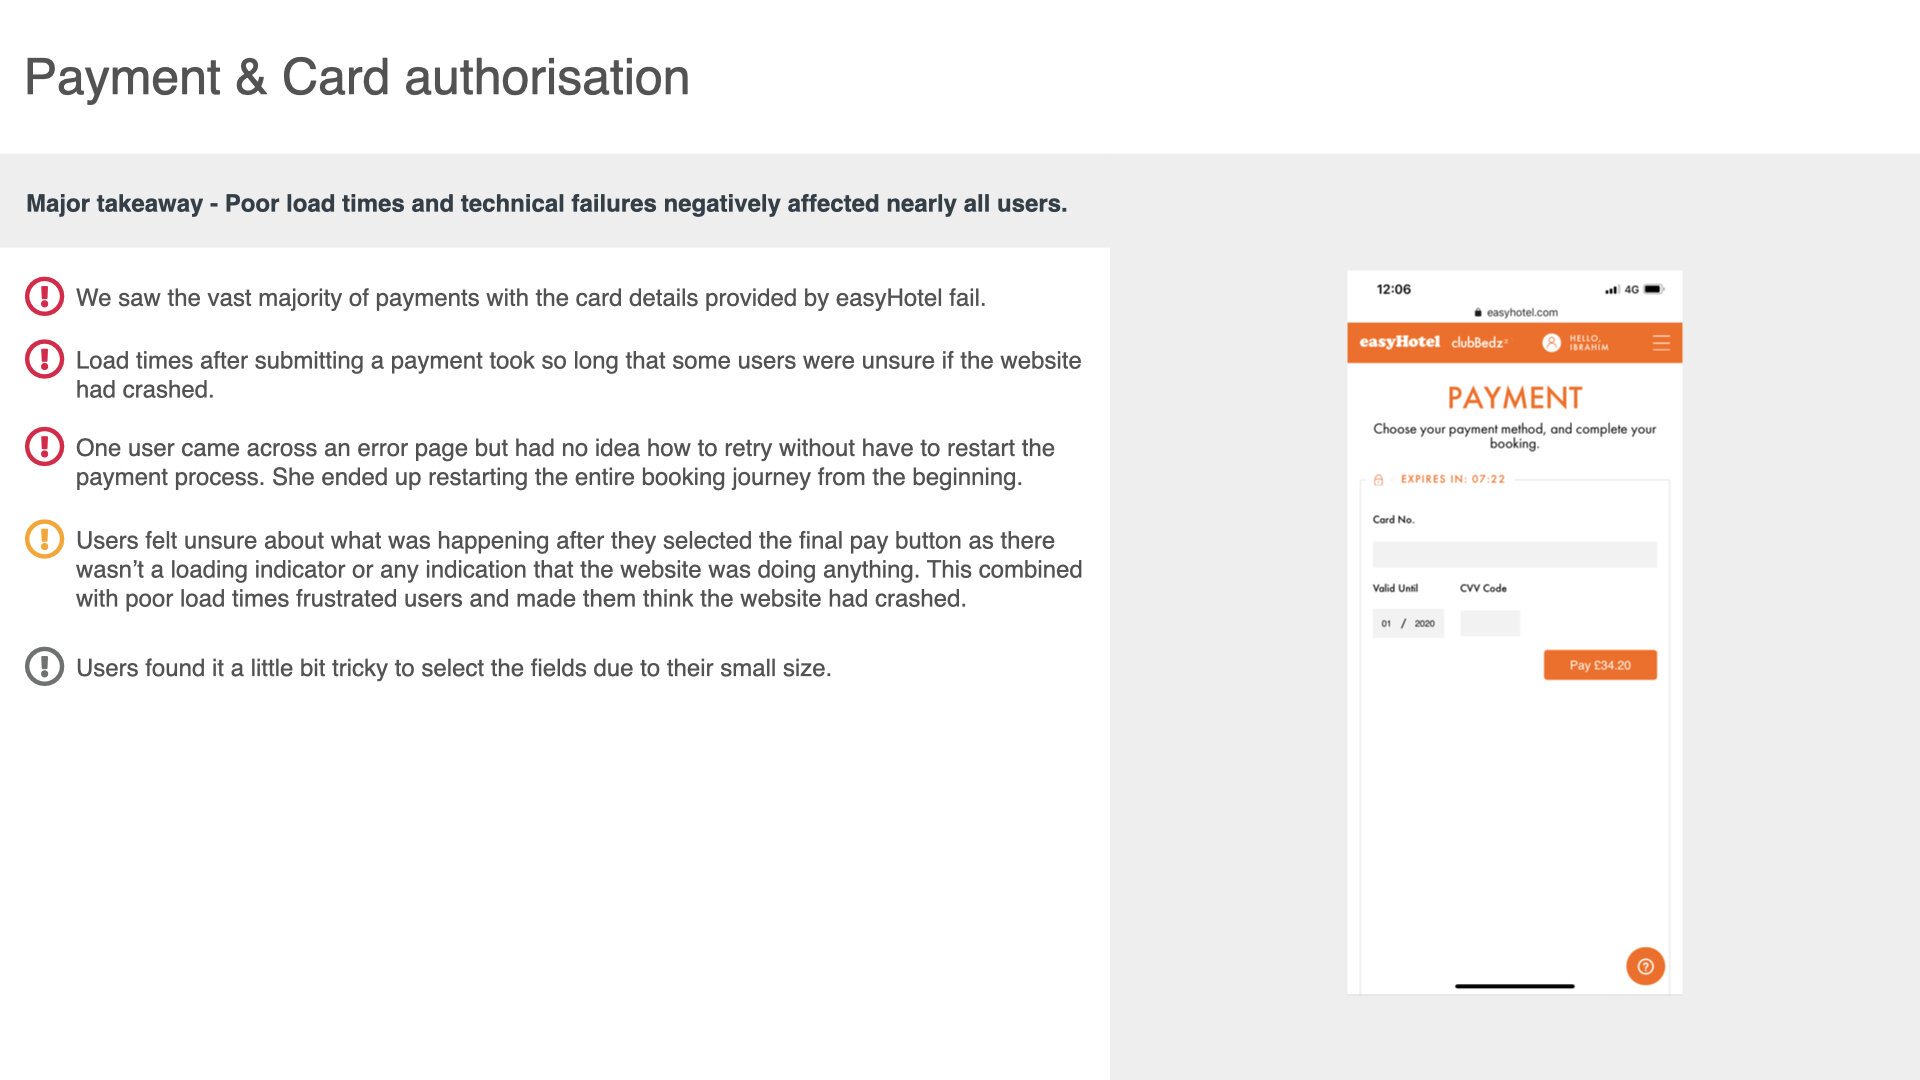 Payment & Card authorisation
Major takeaway - Poor load times and technical failures negatively affected nearly all users.
We saw the vast majority of payments with the card details provided by easyHotel fail.
Load times after submitting a payment took so long that some users were unsure if the website
had crashed.
One user came across an error page but had no idea how to retry without have to restart the
payment process. She ended up restarting the entire booking journey from the beginning.
Users felt unsure about what was happening after they selected the final pay button as there
wasn’t a loading indicator or any indication that the website was doing anything. This combined
with poor load times frustrated users and made them think the website had crashed.
Users found it a little bit tricky to select the fields due to their small size.
12:06
4G
easyhotel.com
easyHotel clubBedzz
HELLO,
IBRAHIM
PAYMENT
Choose your payment method, and complete your
booking.
EXPIRES IN: 07:22
Card No.
Valid Until CVV Code
01 / 2020
Pay £34.20
?